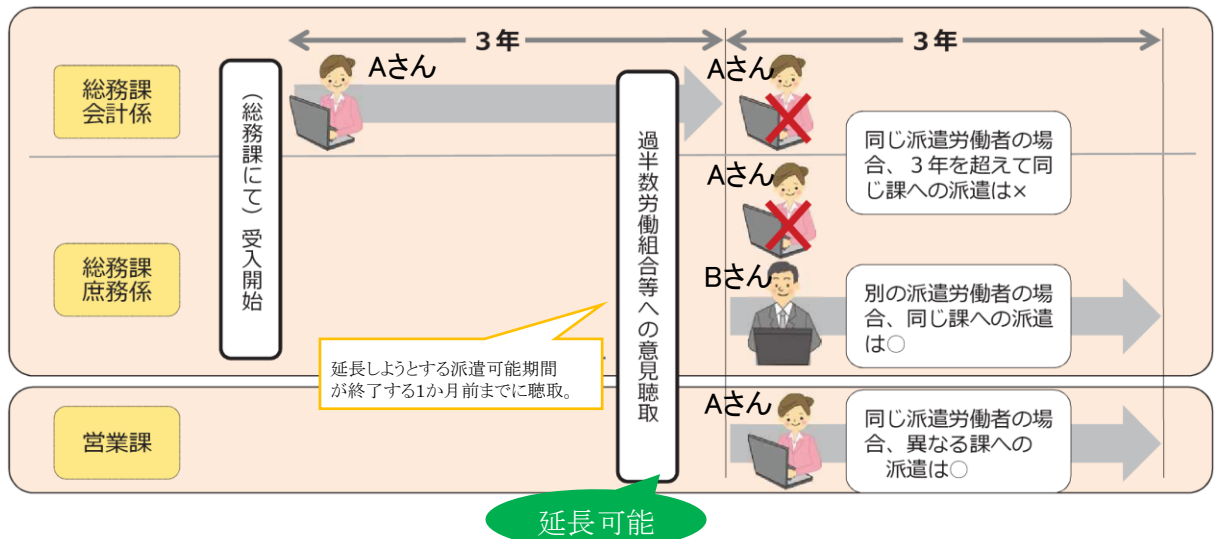 3年
3年
総務課
会計係
(総務課にて)受入開始
Aさん
過半数労働組合等への意見聴取
Aさん
同じ派遣労働者の場
合、３年を超えて同
じ課への派遣は×
Aさん
総務課
庶務係
Bさん
別の派遣労働者の場
合、同じ課への派遣
は○
延長しようとする派遣可能期間
が終了する1か月前までに聴取。
営業課
Aさん
同じ派遣労働者の場
合、異なる課への
派遣は○
延長可能